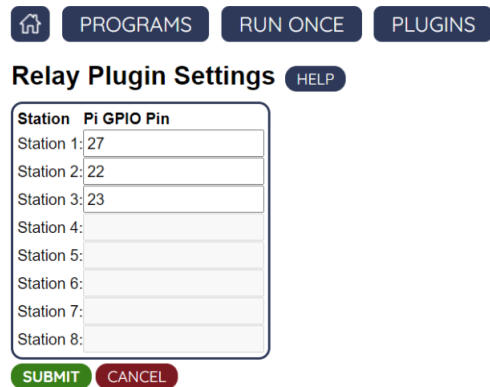 PROGRAMS RUN ONCE PLUGINS
Relay Plugin Settings HELP
Station Pi GPIO Pin
Station 1: 27
Station 2: 22
Station 3: 23
Station 4:
Station 5:
Station 6:
Station 7:
Station 8:
SUBMIT CANCEL